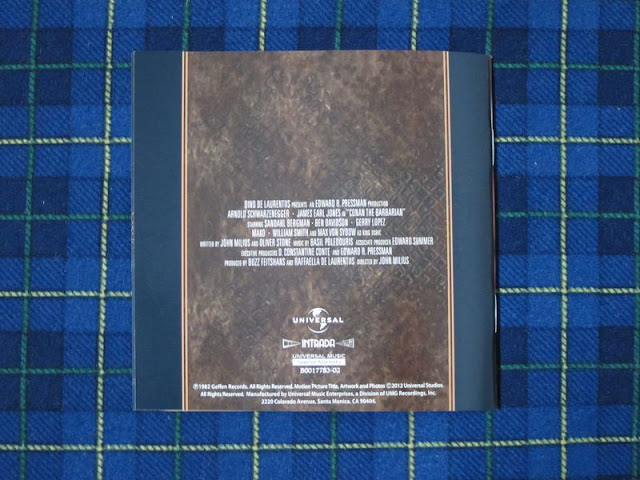 DINO DE LAURENTIIS PRESENTS AN EDWARD R. PRESSMAN PRODUCTION
ARNOLD SCHWARZENEGGER · JAMES EARL JONES IN "CONAN THE BARBARIAN"
STARRING SANDAHL BERGMAN · BEN DAVIDSON · GERRY LOPEZ
MAKO · WILLIAM SMITH AND MAX VON SYDOW AS KING OSRIC
WRITTEN BY JOHN MILIUS AND OLIVER STONE MUSIC BY BASIL POLEDOURIS ASSOCIATE PRODUCER EDWARD SUMMER
EXECUTIVE PRODUCERS D. CONSTANTINE CONTE AND EDWARD R. PRESSMAN
PRODUCED BY BUZZ FEITSHANS AND RAFFAELLA DE LAURENTIIS DIRECTED BY JOHN MILIUS
UNIVERSAL
INTRADA
UNIVERSAL MUSIC
B0017783-02
℗1982 Geffen Records. All Rights Reserved. Motion Picture Title, Artwork and Photos ©2012 Universal Studios.
All Rights Reserved. Manufactured by Universal Music Enterprises, a Division of UMG Recordings, Inc.
2220 Colorado Avenue, Santa Monica, CA 90404.